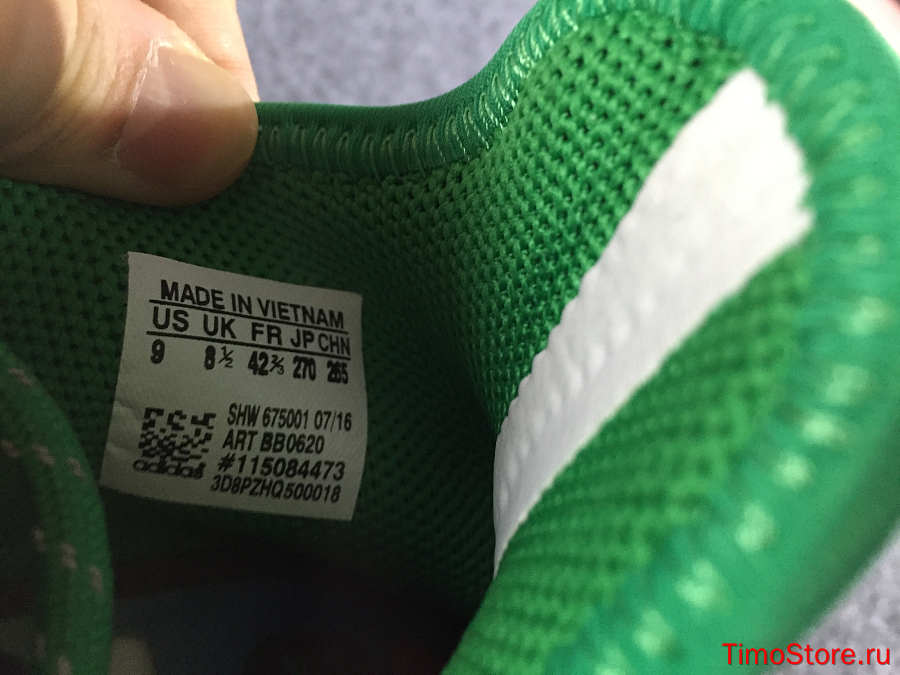 MADE IN VIETNAM
US UK FR JP CHN
9 8½ 42⅔ 270 265
SHW 675001 07/16
ART BB0620
adidas #115084473
3D8PZHQ500018
TimoStore.ru